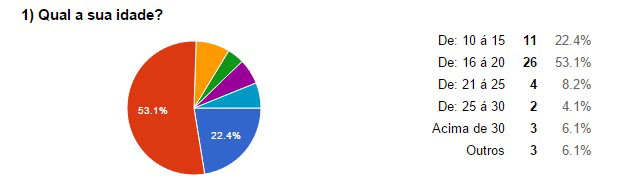 1) Qual a sua idade?
53.1%
22.4%
De: 10 á 15 11 22.4%
De: 16 á 20 26 53.1%
De: 21 á 25 4 8.2%
De: 25 á 30 2 4.1%
Acima de 30 3 6.1%
Outros 3 6.1%